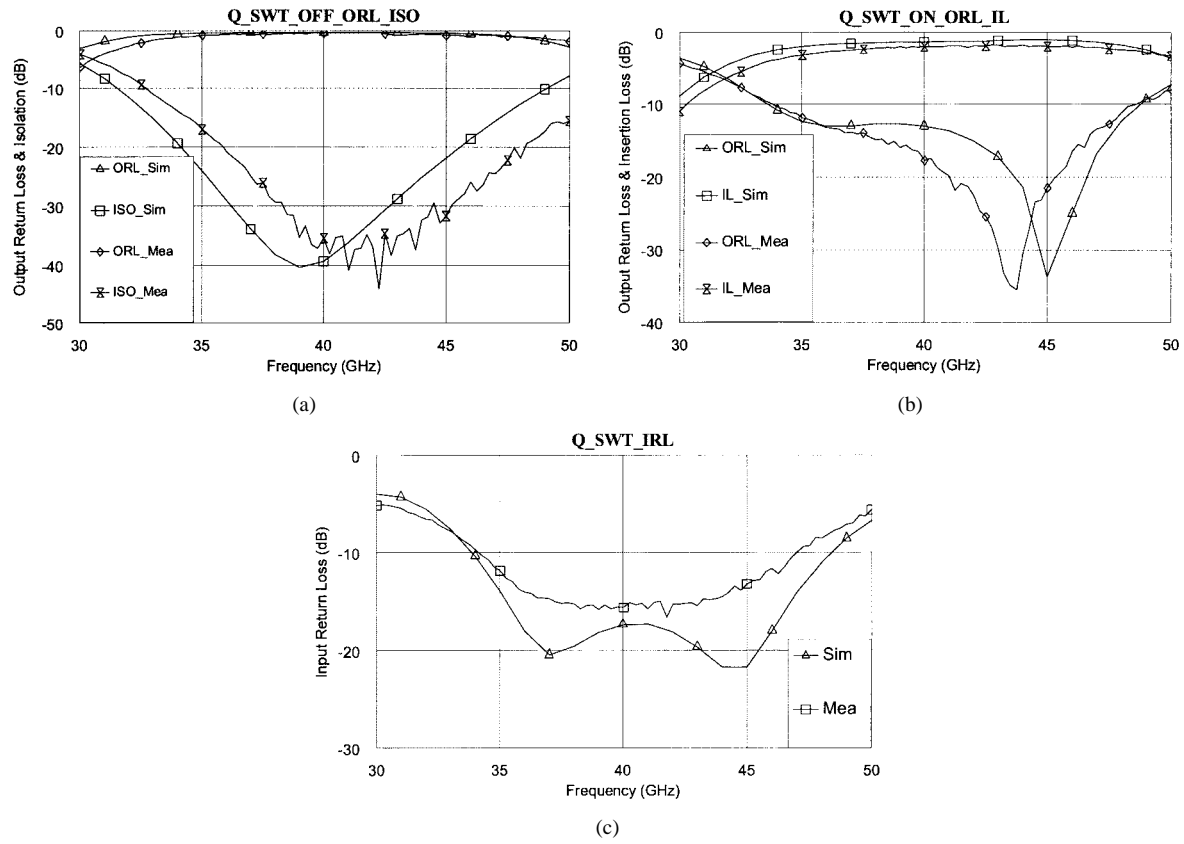 Q_SWT_OFF_ORL_ISO
Output Return Loss & Isolation (dB)
0
-10
-20
-30
-40
-50
ORL_Sim
ISO_Sim
ORL_Mea
ISO_Mea
30 35 40 45 50
Frequency (GHz)
(a)
Q_SWT_ON_ORL_IL
Output Return Loss & Insertion Loss (dB)
0
-10
-20
-30
-40
ORL_Sim
IL_Sim
ORL_Mea
IL_Mea
30 35 40 45 50
Frequency (GHz)
(b)
Q_SWT_IRL
Input Return Loss (dB)
0
-10
-20
-30
Sim
Mea
30 35 40 45 50
Frequency (GHz)
(c)